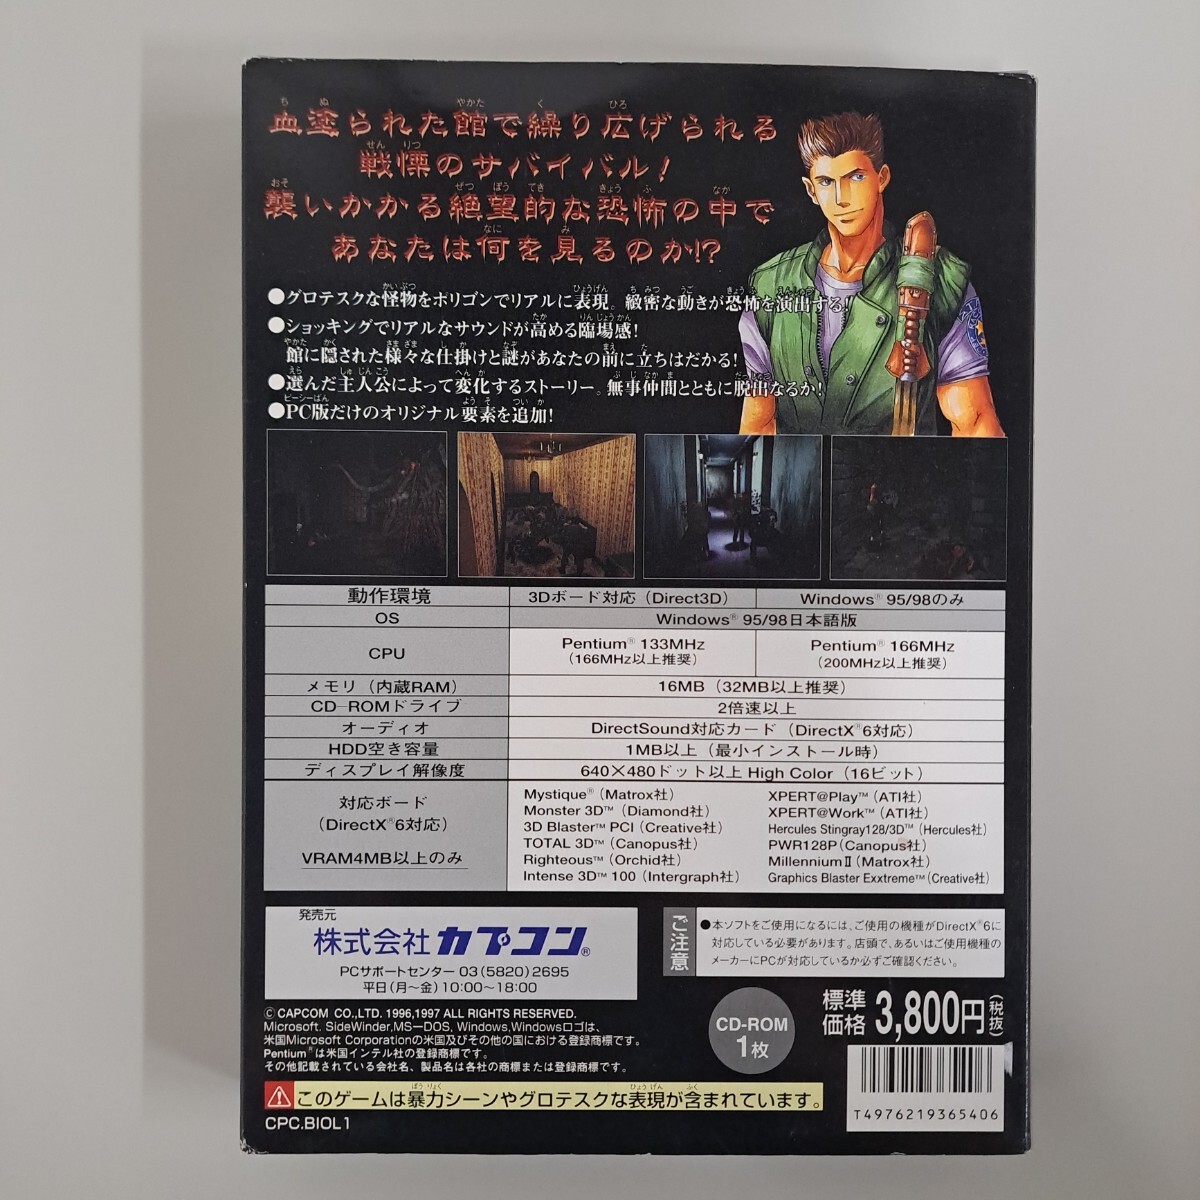 血塗られた館で繰り広げられる
戦慄のサバイバル!
襲いかかる絶望的な恐怖の中で
あなたは何を見るのか!?
●グロテスクな怪物をポリゴンでリアルに表現。緻密な動きが恐怖を演出する!
●ショッキングでリアルなサウンドが高める臨場感!
館に隠された様々な仕掛けと謎があなたの前に立ちはだかる!
●選んだ主人公によって変化するストーリー。無事仲間とともに脱出なるか!
●PC版だけのオリジナル要素を追加!
動作環境 3Dボード対応(Direct3D) Windows® 95/98のみ
OS Windows® 95/98日本語版
CPU Pentium® 133MHz (166MHz以上推奨) Pentium® 166MHz (200MHz以上推奨)
メモリ(内蔵RAM) 16MB(32MB以上推奨)
CD-ROMドライブ 2倍速以上
オーディオ DirectSound対応カード(DirectX®6対応)
HDD空き容量 1MB以上(最小インストール時)
ディスプレイ解像度 640×480ドット以上 High Color(16ビット)
対応ボード
(DirectX®6対応)
VRAM4MB以上のみ
Mystique®(Matrox社)
Monster 3D™(Diamond社)
3D Blaster™ PCI(Creative社)
TOTAL 3D™(Canopus社)
Righteous™(Orchid社)
Intense 3D™ 100(Intergraph社)
XPERT@Play™(ATI社)
XPERT@Work™(ATI社)
Hercules Stingray128/3D™(Hercules社)
PWR128P(Canopus社)
MillenniumⅡ(Matrox社)
Graphics Blaster Exxtreme™(Creative社)
発売元
株式会社カプコン®
PCサポートセンター 03(5820)2695
平日(月〜金)10:00〜18:00
ご注意
●本ソフトをご使用になるには、ご使用の機種がDirectX®6に
対応している必要があります。店頭で、あるいはご使用機種の
メーカーにPCが対応しているか必ずご確認ください。
© CAPCOM CO.,LTD. 1996,1997 ALL RIGHTS RESERVED.
Microsoft, SideWinder,MS-DOS, Windows,Windowsロゴは、
米国Microsoft Corporationの米国及びその他の国における登録商標です。
Pentium®は米国インテル社の登録商標です。
その他記載されている会社名、製品名は各社の商標または登録商標です。
CD-ROM
1枚
標準価格 3,800円(税抜)
このゲームは暴力シーンやグロテスクな表現が含まれています。
CPC.BIOL1
T4976219365406